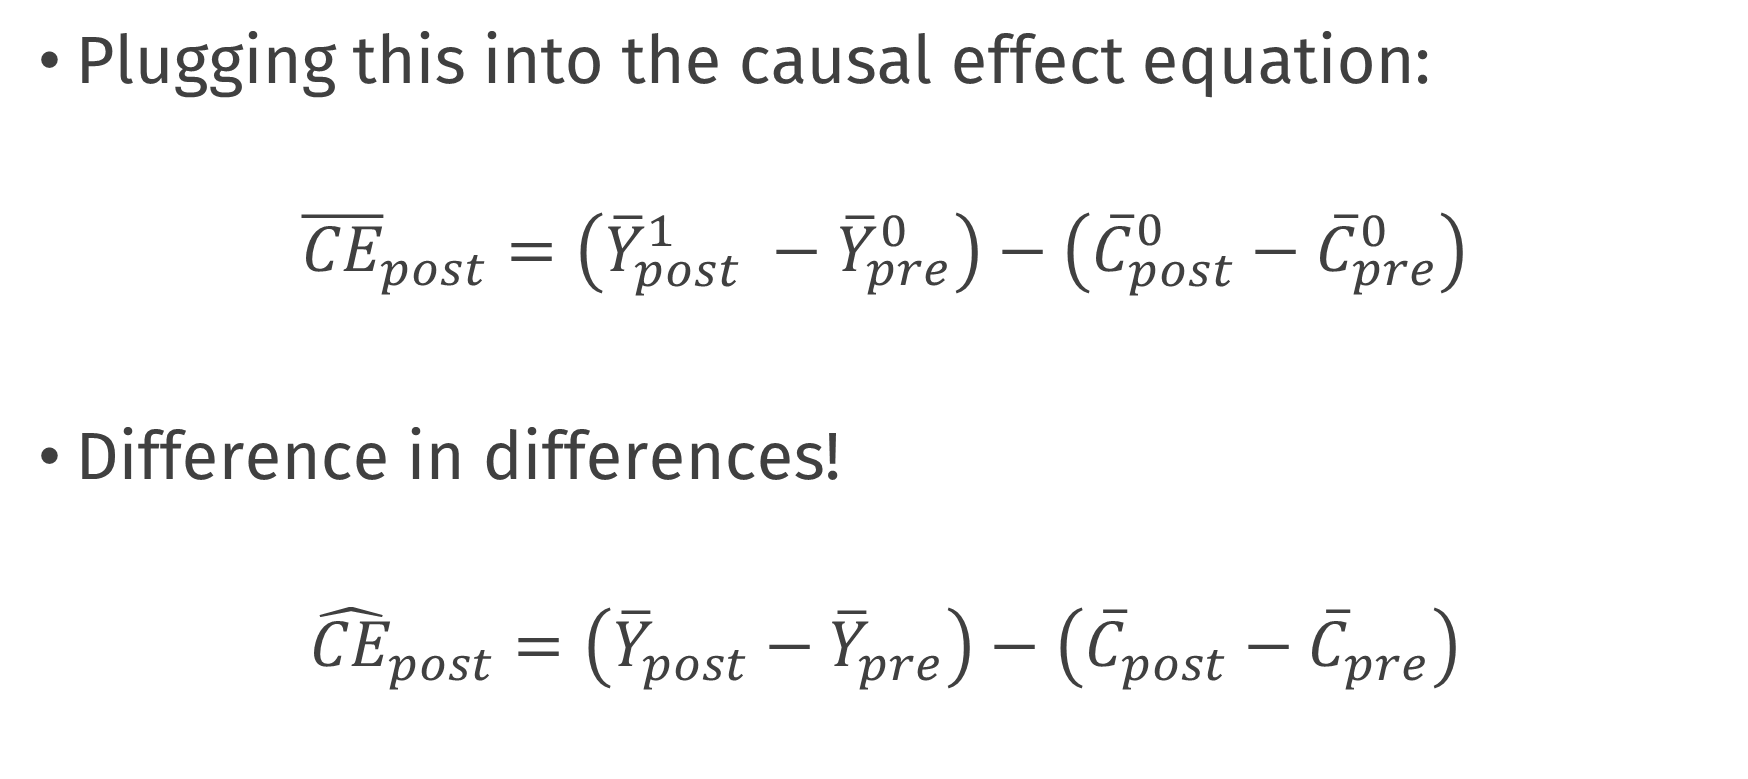 • Plugging this into the causal effect equation:
$\overline{CE}_{post} = (\bar{Y}^{1}_{post} - \bar{Y}^{0}_{pre}) - (\bar{C}^{0}_{post} - \bar{C}^{0}_{pre})$
• Difference in differences!
$\widehat{CE}_{post} = (\bar{Y}_{post} - \bar{Y}_{pre}) - (\bar{C}_{post} - \bar{C}_{pre})$